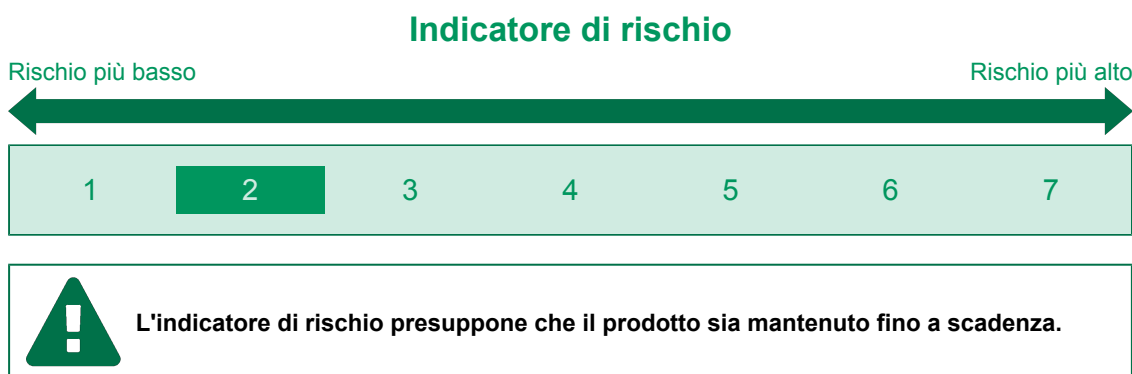 Indicatore di rischio
Rischio più basso Rischio più alto
1 2 3 4 5 6 7
L'indicatore di rischio presuppone che il prodotto sia mantenuto fino a scadenza.